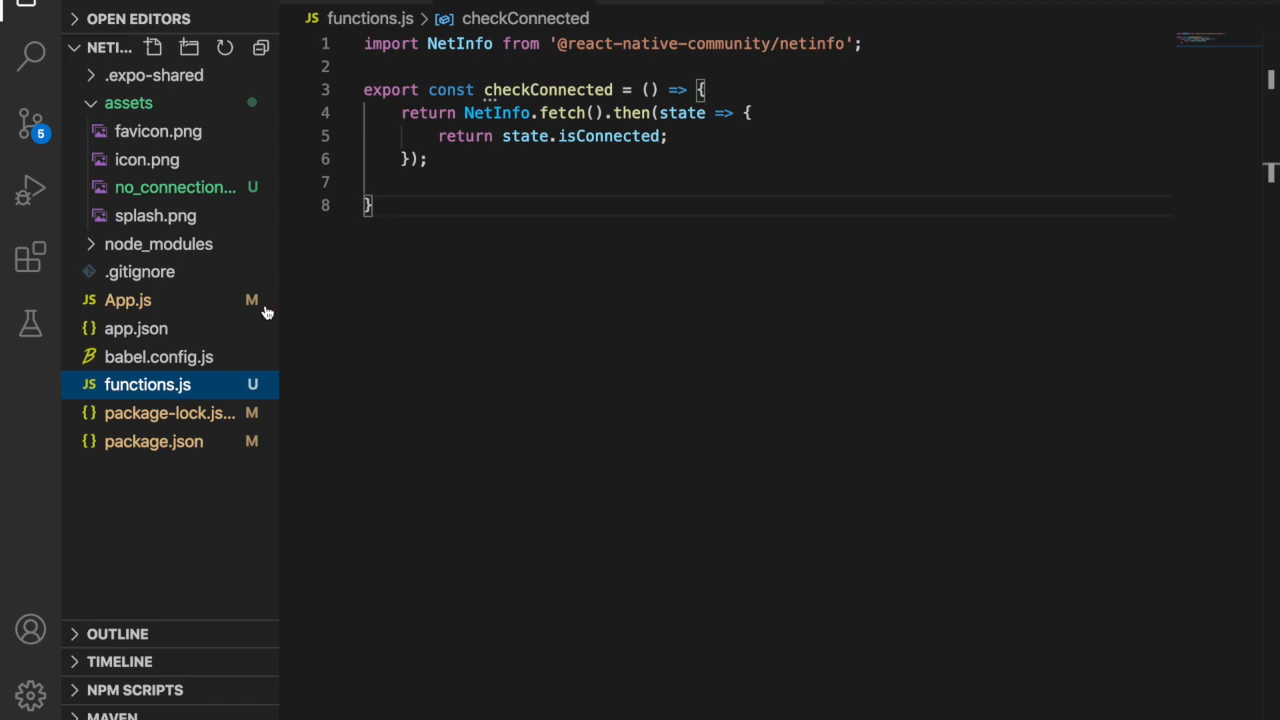 OPEN EDITORS
NETI...
.expo-shared
assets
favicon.png
icon.png
no_connection... U
splash.png
node_modules
.gitignore
JS App.js M
{} app.json
babel.config.js
JS functions.js U
{} package-lock.js... M
{} package.json M
OUTLINE
TIMELINE
NPM SCRIPTS
MAVEN
5
JS functions.js > checkConnected
1 import NetInfo from '@react-native-community/netinfo';
2
3 export const checkConnected = () => {
4 return NetInfo.fetch().then(state => {
5 return state.isConnected;
6 });
7
8 }